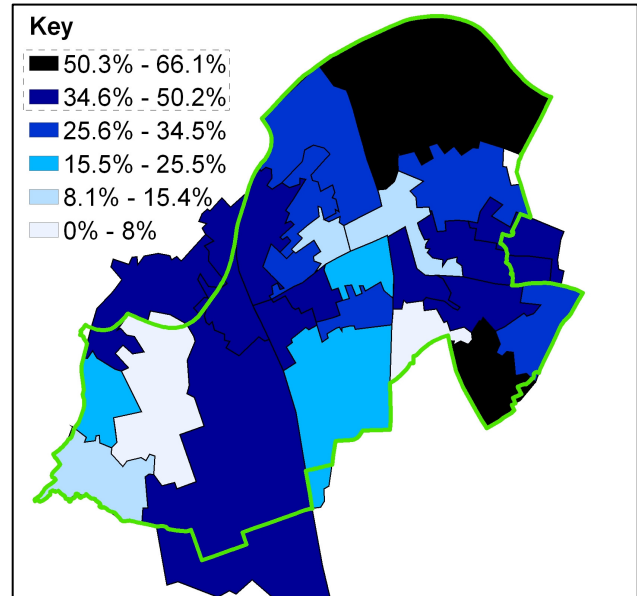 Key
50.3% - 66.1%
34.6% - 50.2%
25.6% - 34.5%
15.5% - 25.5%
8.1% - 15.4%
0% - 8%